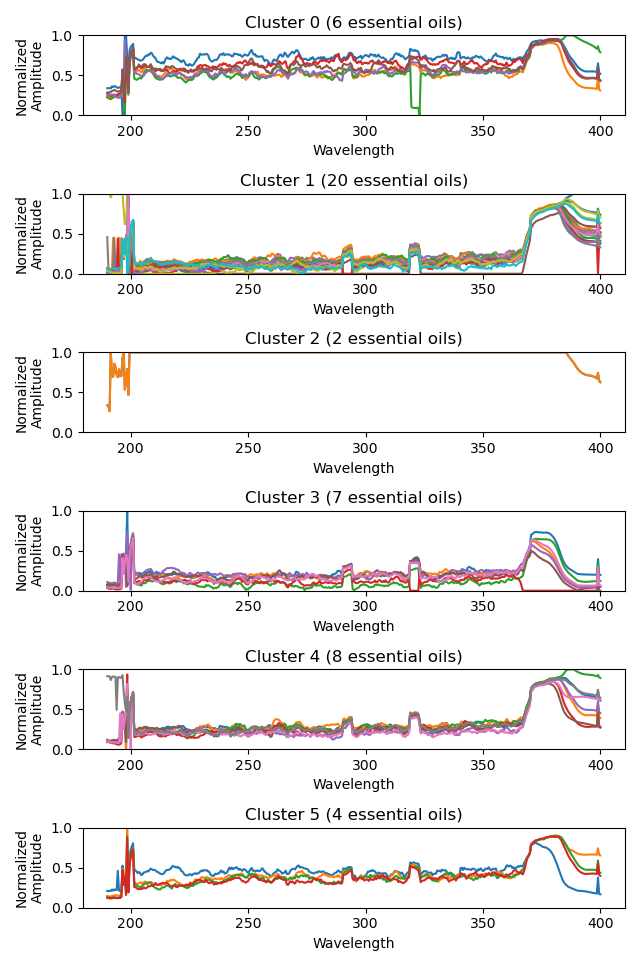 Cluster 0 (6 essential oils)
Normalized
Amplitude
1.0
0.5
0.0
200 250 300 350 400
Wavelength
Cluster 1 (20 essential oils)
Normalized
Amplitude
1.0
0.5
0.0
200 250 300 350 400
Wavelength
Cluster 2 (2 essential oils)
Normalized
Amplitude
1.0
0.5
0.0
200 250 300 350 400
Wavelength
Cluster 3 (7 essential oils)
Normalized
Amplitude
1.0
0.5
0.0
200 250 300 350 400
Wavelength
Cluster 4 (8 essential oils)
Normalized
Amplitude
1.0
0.5
0.0
200 250 300 350 400
Wavelength
Cluster 5 (4 essential oils)
Normalized
Amplitude
1.0
0.5
0.0
200 250 300 350 400
Wavelength